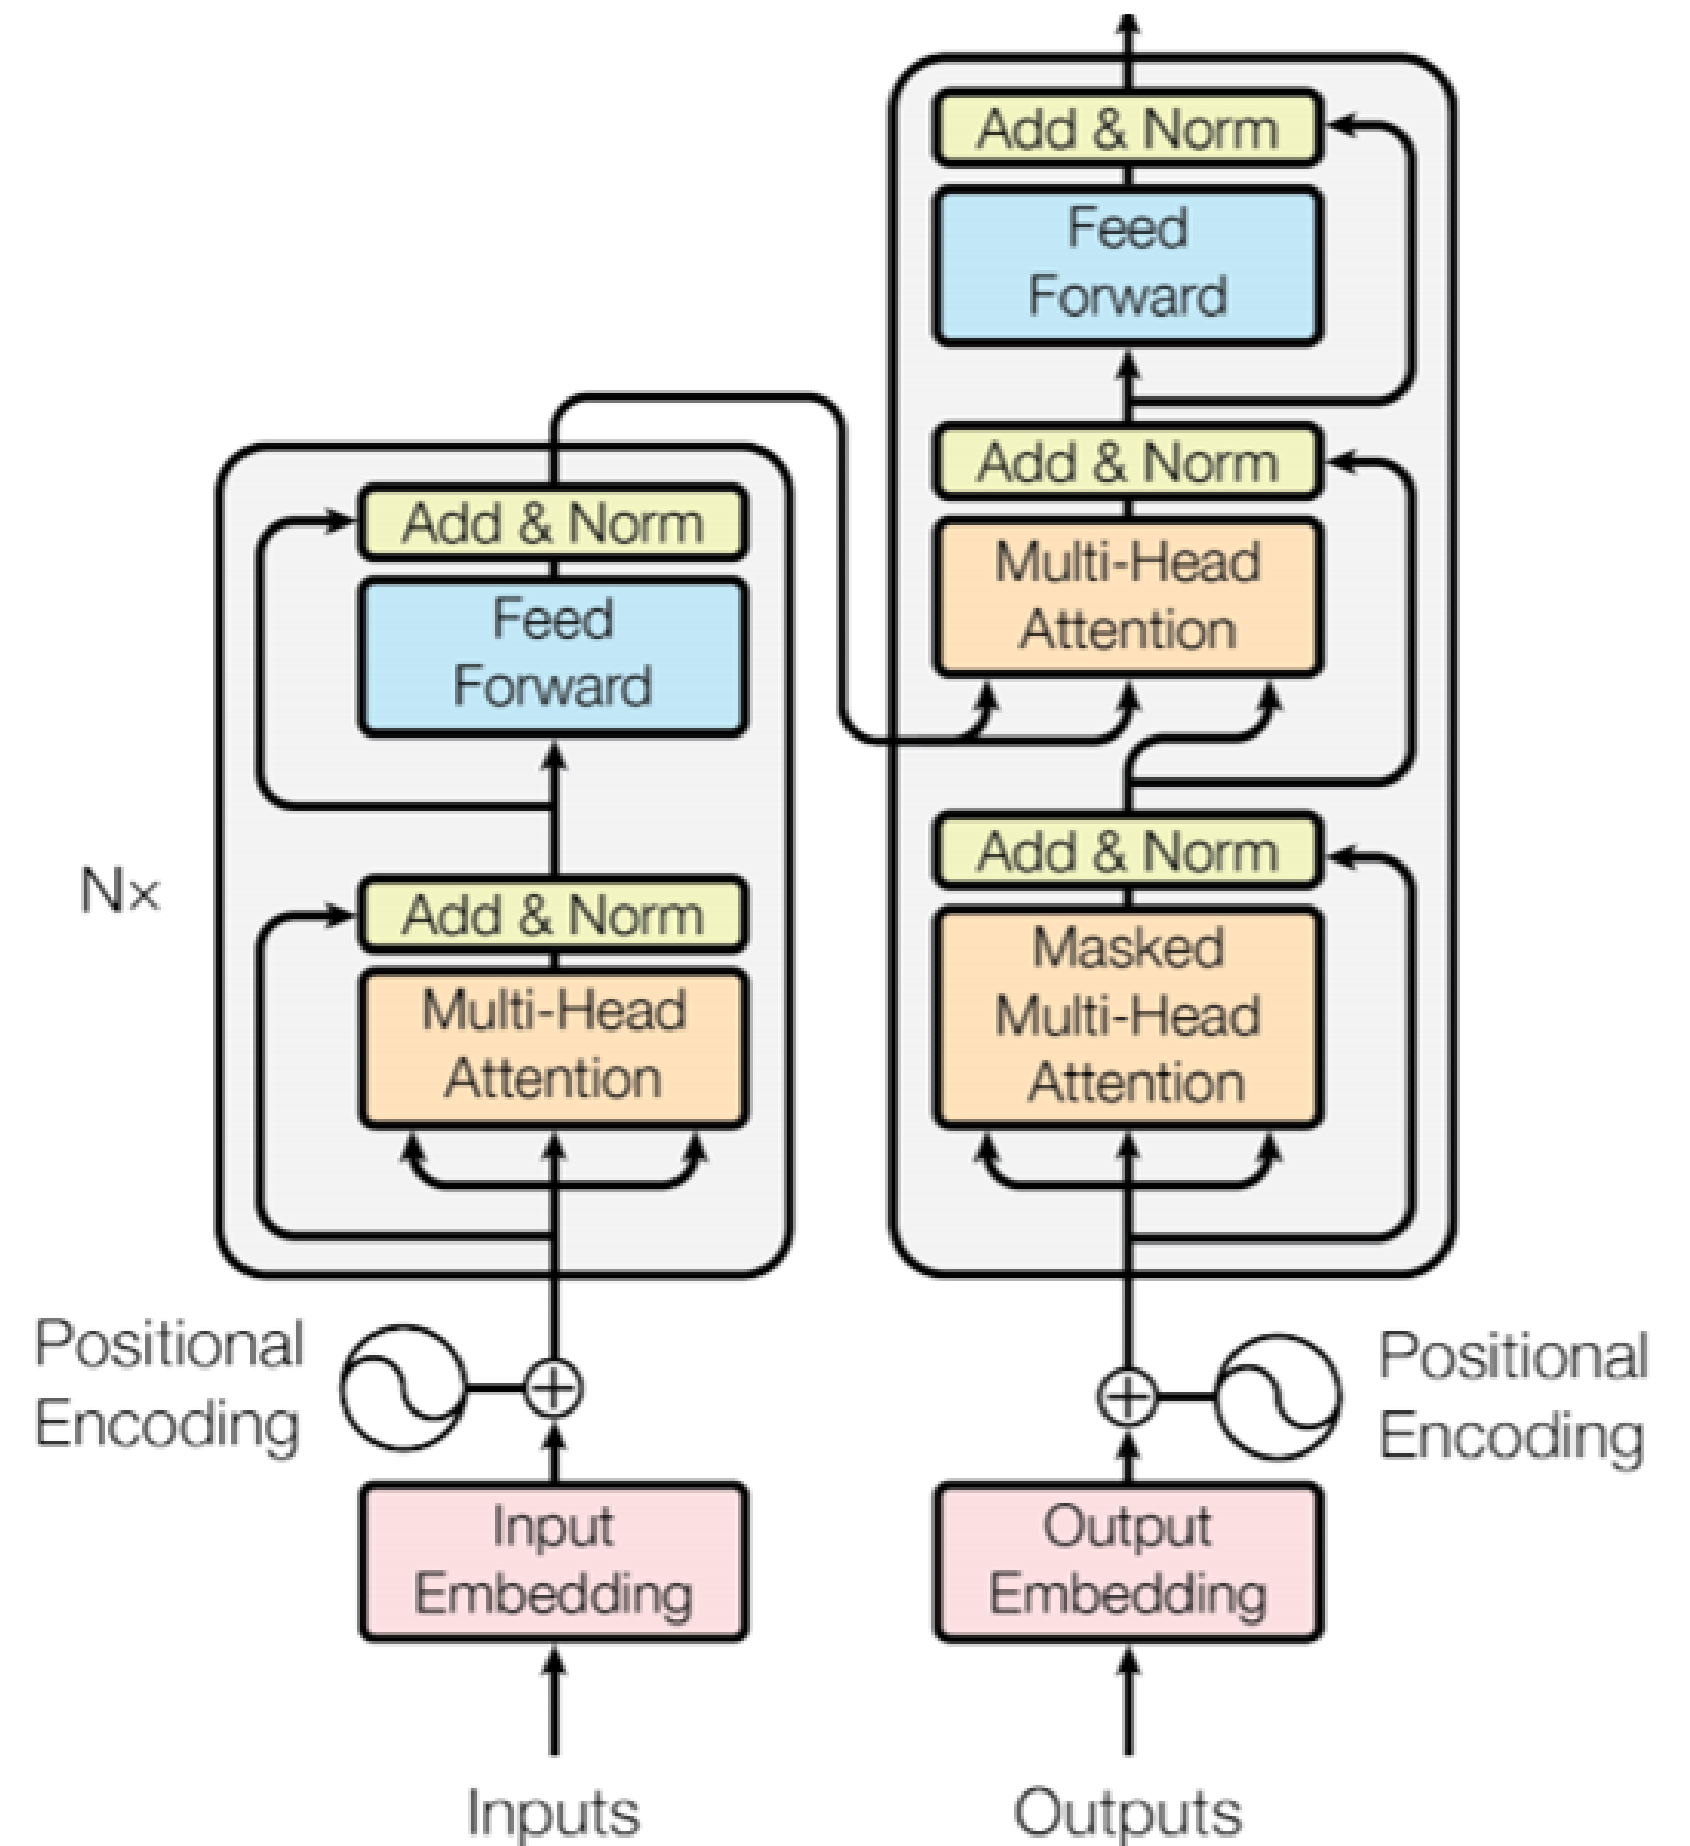 Add & Norm
Feed
Forward
Add & Norm
Multi-Head
Attention
Nx
Positional
Encoding
Input
Embedding
Inputs
Add & Norm
Feed
Forward
Add & Norm
Multi-Head
Attention
Add & Norm
Masked
Multi-Head
Attention
Positional
Encoding
Output
Embedding
Outputs